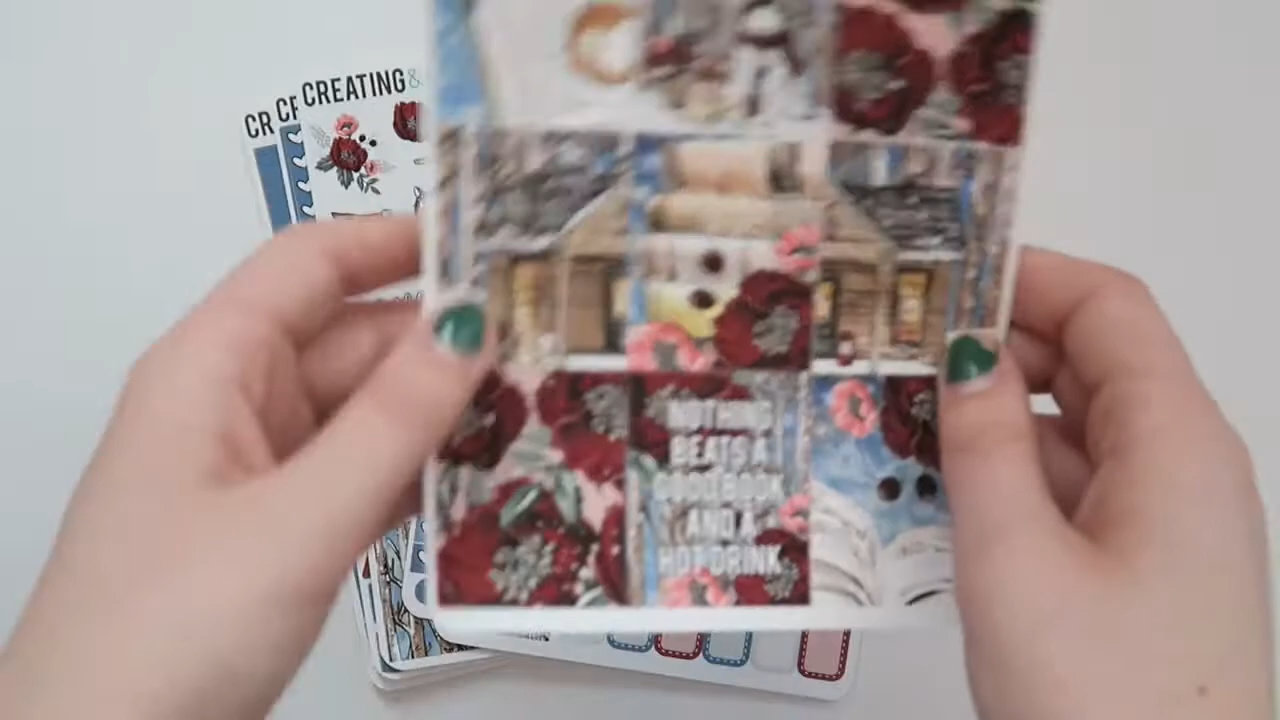 CR
CR
CREATING&
NOTHING
BEATS A
GOOD BOOK
AND A
HOT DRINK